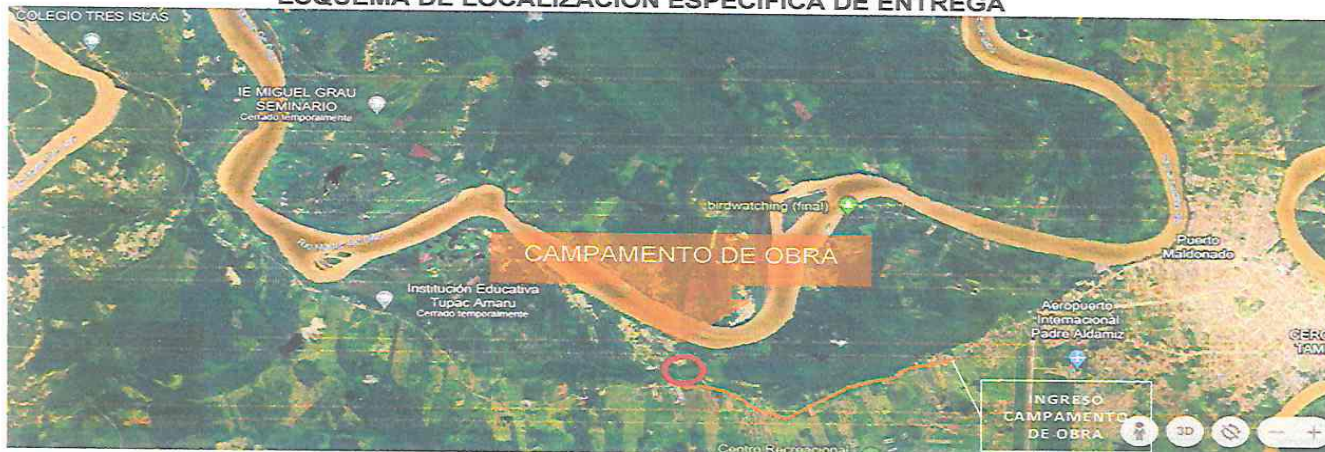 ESQUEMA DE LOCALIZACIÓN ESPECÍFICA DE ENTREGA
COLEGIO TRES ISLAS
IE MIGUEL GRAU
SEMINARIO
Cerrado temporalmente
birdwatching (final)
CAMPAMENTO DE OBRA
Puerto
Maldonado
Institución Educativa
Tupac Amaru
Cerrado temporalmente
Aeropuerto
Internacional
Padre Aldamiz
INGRESO
CAMPAMENTO
DE OBRA
3D
Centro Recreacional